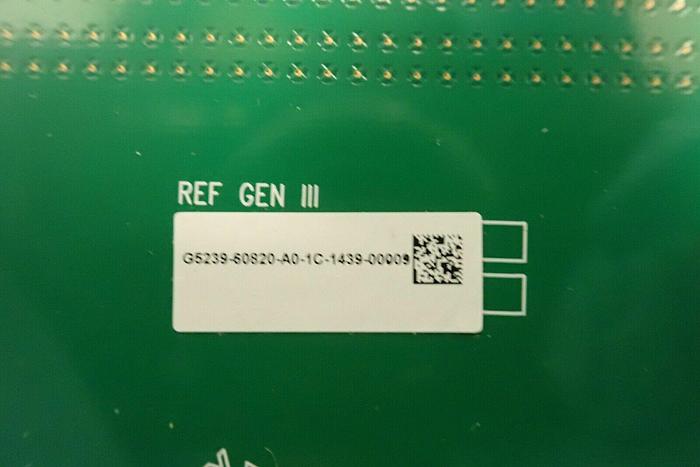 REF GEN III
G5239-60820-A0-1C-1439-00009